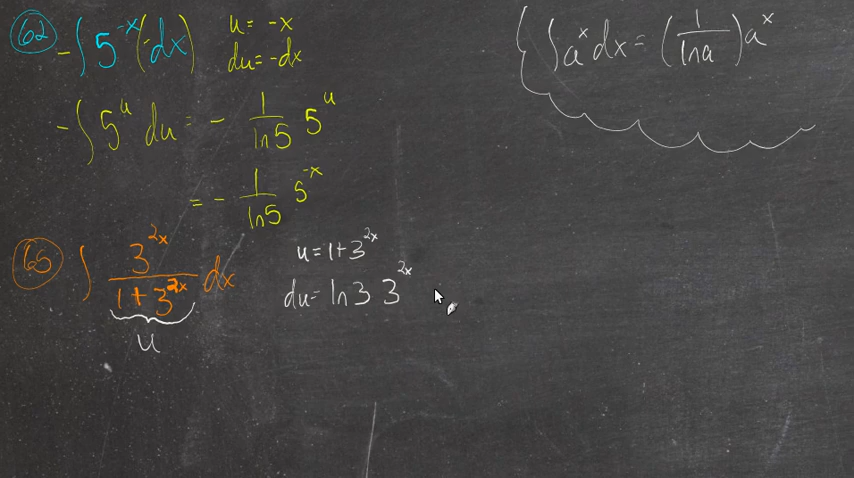 62 -∫ 5^{-x} (-dx) u = -x
du = -dx
-∫ 5^u du = - 1/ln5 5^u
= - 1/ln5 5^{-x}
65 ∫ 3^{2x}/(1+3^{2x}) dx u = 1+3^{2x}
du = ln3 3^{2x}
u
∫ a^x dx = (1/lna) a^x